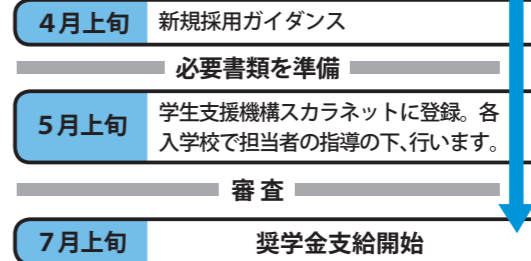 4月上旬 新規採用ガイダンス
必要書類を準備
5月上旬 学生支援機構スカラネットに登録。各
入学校で担当者の指導の下、行います。
審 査
7月上旬 奨学金支給開始